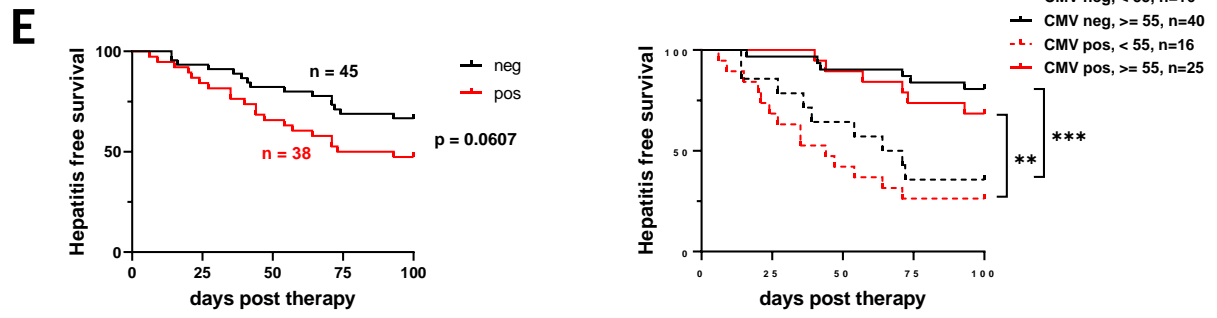 E
Hepatitis free survival
100
50
0
0 25 50 75 100
days post therapy
n = 45
n = 38
neg
pos
p = 0.0607
Hepatitis free survival
100
50
0
0 25 50 75 100
days post therapy
CMV neg, >= 55, n=40
CMV pos, < 55, n=16
CMV pos, >= 55, n=25
**
***